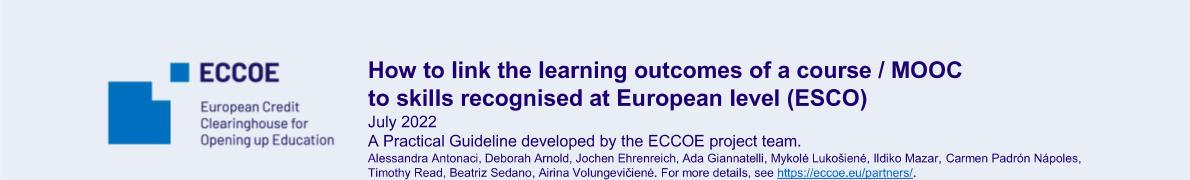 ECCOE
European Credit
Clearinghouse for
Opening up Education
How to link the learning outcomes of a course / MOOC
to skills recognised at European level (ESCO)
July 2022
A Practical Guideline developed by the ECCOE project team.
Alessandra Antonaci, Deborah Arnold, Jochen Ehrenreich, Ada Giannatelli, Mykolė Lukošienė, Ildiko Mazar, Carmen Padrón Nápoles,
Timothy Read, Beatriz Sedano, Airina Volungevičienė. For more details, see https://eccoe.eu/partners/.